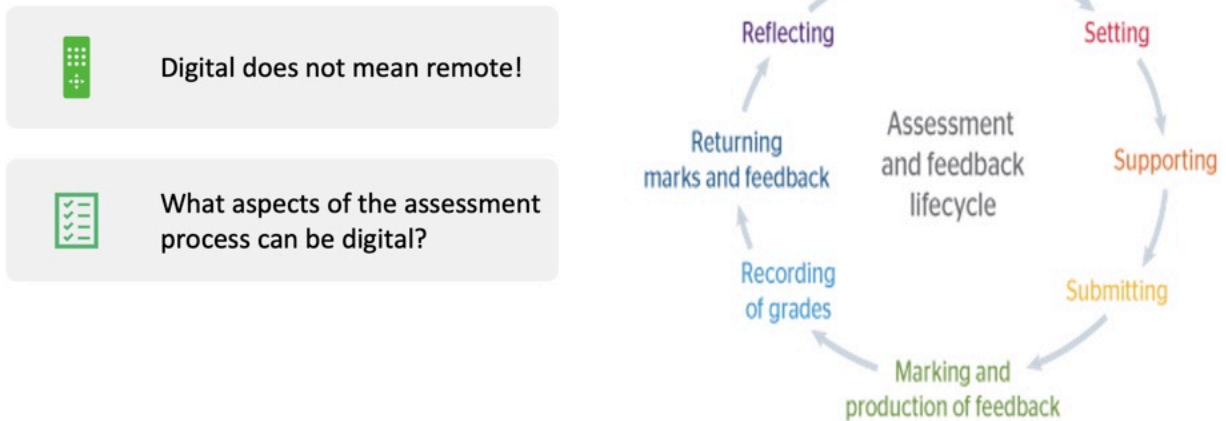 Digital does not mean remote!
What aspects of the assessment
process can be digital?
Assessment
and feedback
lifecycle
Setting
Supporting
Submitting
Marking and
production of feedback
Recording
of grades
Returning
marks and feedback
Reflecting